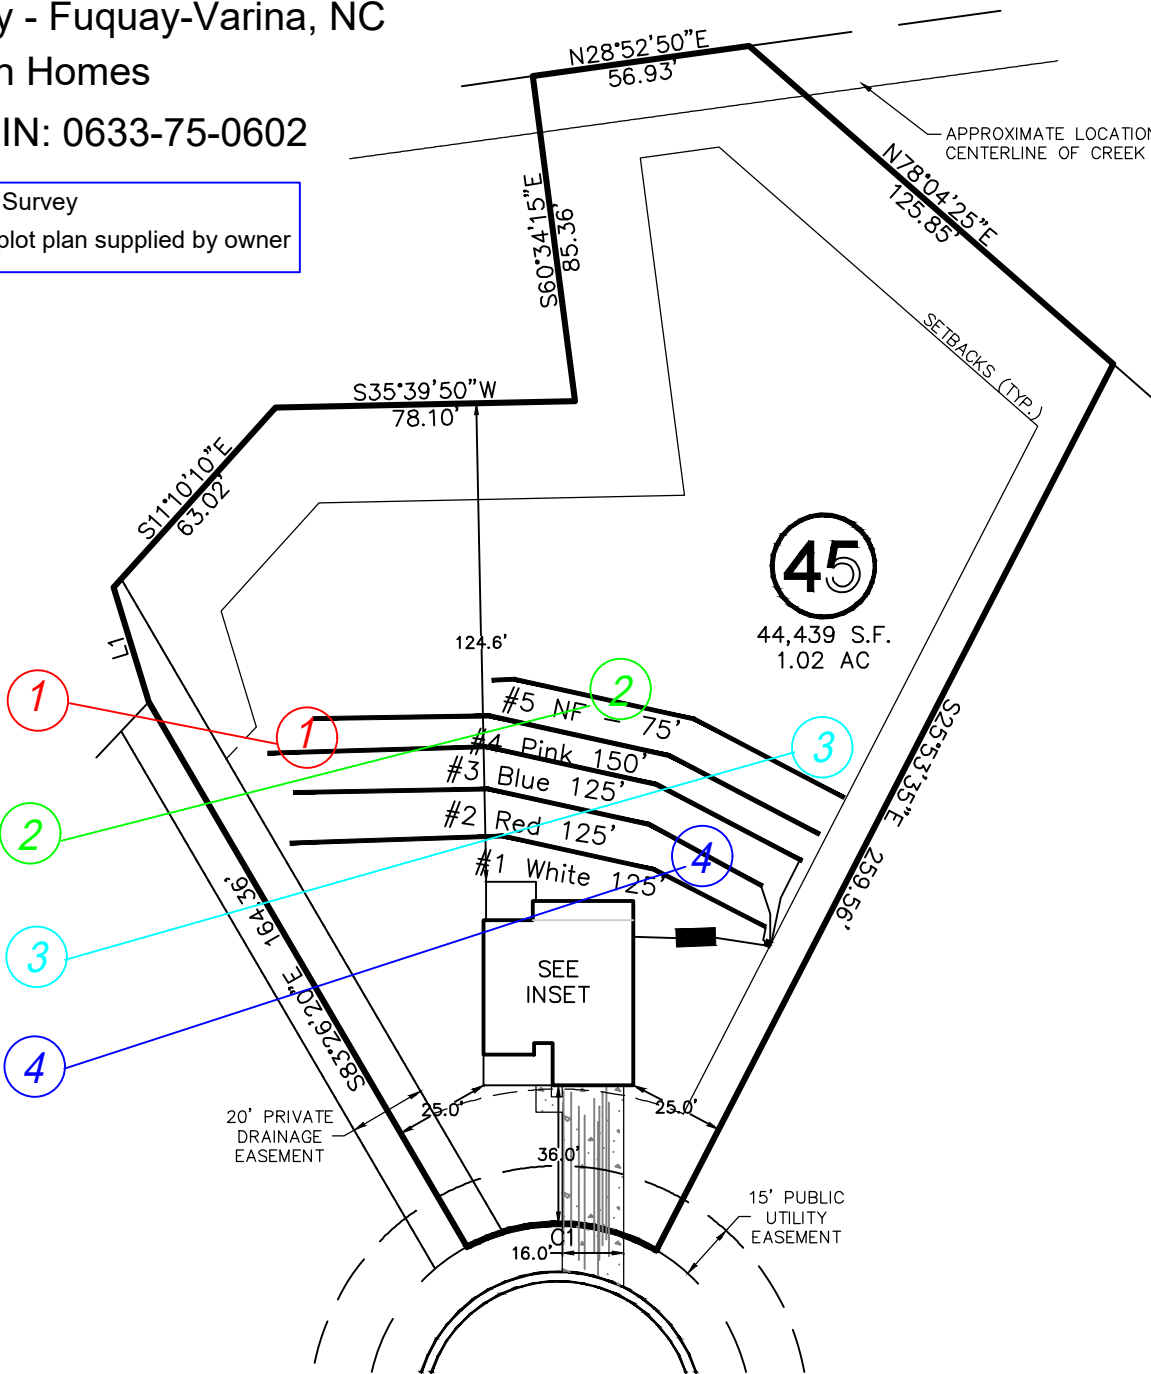 y - Fuquay-Varina, NC
n Homes
IN: 0633-75-0602
Survey
plot plan supplied by owner
N28°52'50"E
56.93'
APPROXIMATE LOCATION
CENTERLINE OF CREEK
N78°04'25"E
125.85'
S60°34'15"E
85.36'
SETBACKS (TYP.)
S35°39'50"W
78.10'
S11°10'10"E
63.02'
45
44,439 S.F.
1.02 AC
124.6'
L1
1
1
2
#5 NF - 75'
3
#4 Pink 150'
#3 Blue 125'
#2 Red 125'
2
4
#1 White 125'
S25°53'35"E 259.56'
S83°26'20"E 164.36'
3
SEE
INSET
4
25.0'
25.0'
20' PRIVATE
DRAINAGE
EASEMENT
36.0'
15' PUBLIC
UTILITY
EASEMENT
C1
16.0'